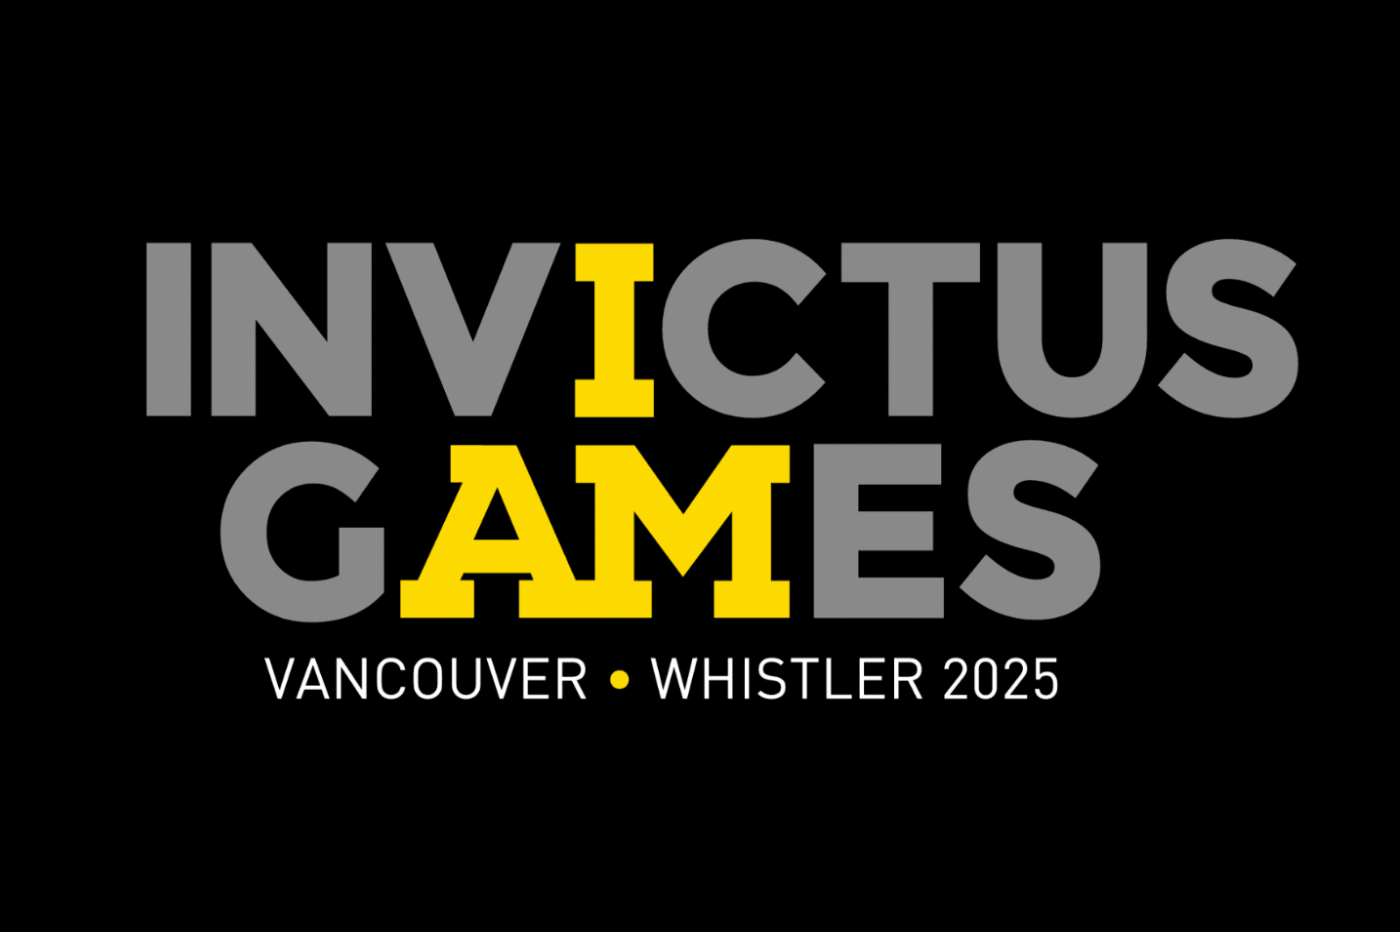 INVICTUS
GAMES
VANCOUVER • WHISTLER 2025